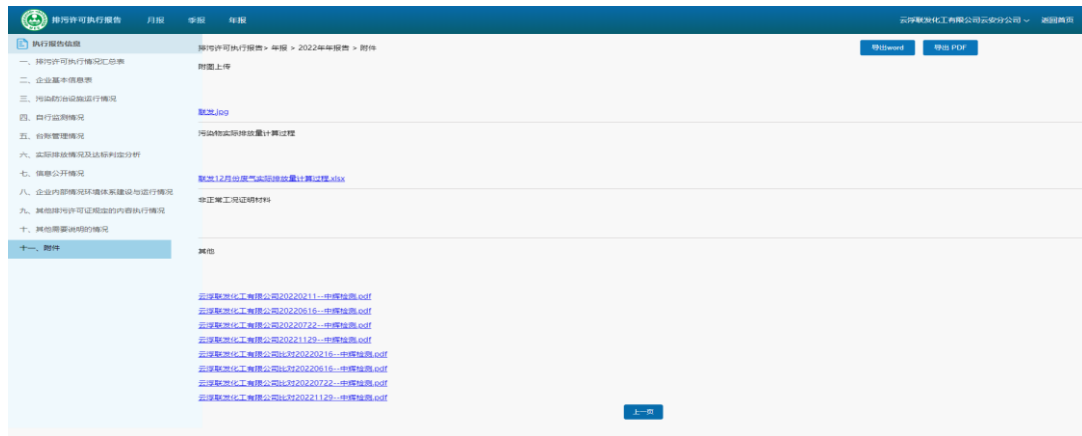 排污许可执行报告 月报 季报 年报 云浮联发化工有限公司云安分公司 返回首页
执行报告信息
一、排污许可执行情况汇总表
二、企业基本信息表
三、污染防治设施运行情况
四、自行监测情况
五、台账管理情况
六、实际排放情况及达标判定分析
七、信息公开情况
八、企业内部情况环境体系建设与运行情况
九、其他排污许可证规定的内容执行情况
十、其他需要说明的情况
十一、附件
排污许可执行报告> 年报 > 2022年年报告 > 附件
导出word 导出 PDF
附图上传
联发.jpg
污染物实际排放量计算过程
联发12月份废气实际排放量计算过程.xlsx
非正常工况证明材料
其他
云浮联发化工有限公司20220211--中辉检测.pdf
云浮联发化工有限公司20220616--中辉检测.pdf
云浮联发化工有限公司20220722--中辉检测.pdf
云浮联发化工有限公司20221129--中辉检测.pdf
云浮联发化工有限公司比对20220216--中辉检测.pdf
云浮联发化工有限公司比对20220616--中辉检测.pdf
云浮联发化工有限公司比对20220722--中辉检测.pdf
云浮联发化工有限公司比对20221129--中辉检测.pdf
上一页